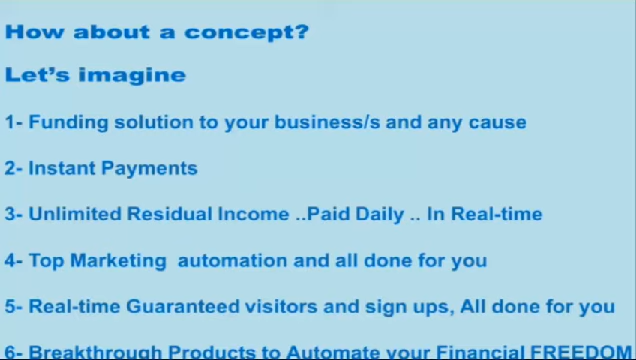 How about a concept?
Let's imagine
1- Funding solution to your business/s and any cause
2- Instant Payments
3- Unlimited Residual Income ..Paid Daily .. In Real-time
4- Top Marketing  automation and all done for you
5- Real-time Guaranteed visitors and sign ups, All done for you
6- Breakthrough Products to Automate your Financial FREEDOM